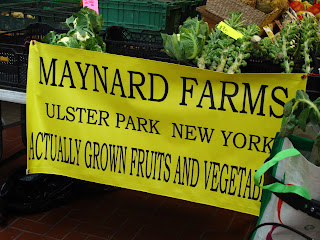 MAYNARD FARMS
ULSTER PARK NEW YORK
ACTUALLY GROWN FRUITS AND VEGETAB